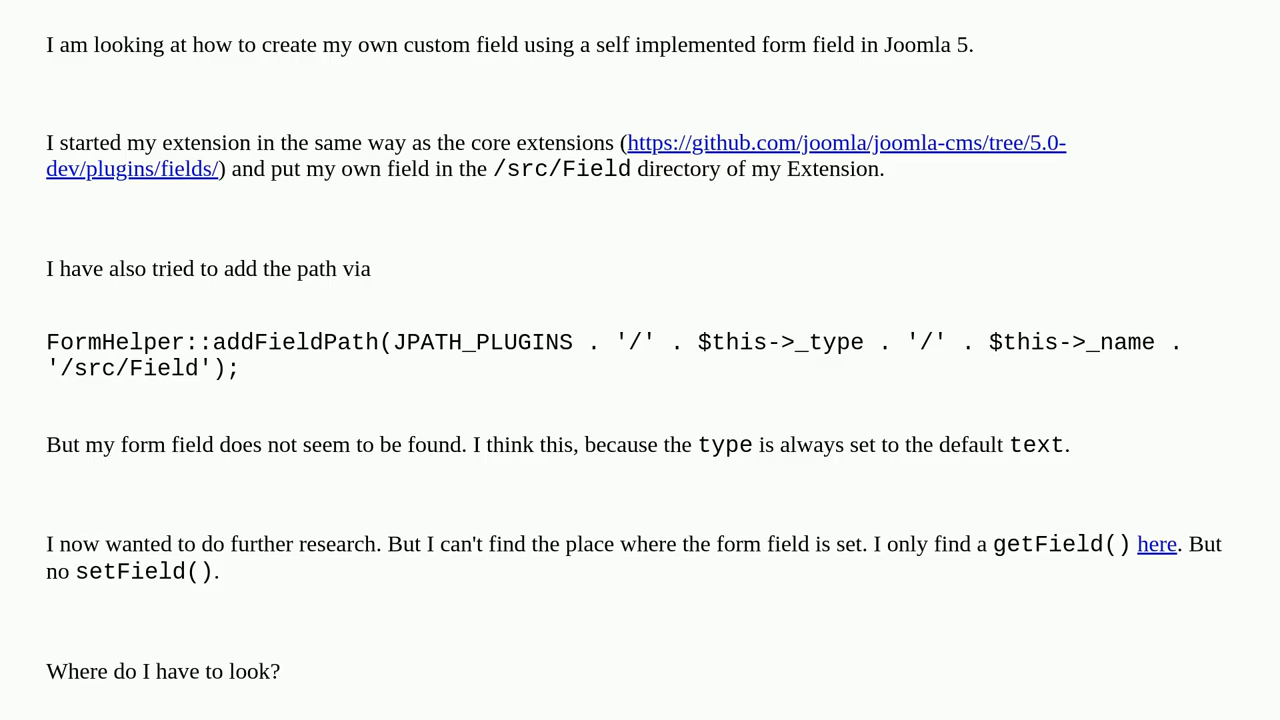 I am looking at how to create my own custom field using a self implemented form field in Joomla 5.
I started my extension in the same way as the core extensions (https://github.com/joomla/joomla-cms/tree/5.0-
dev/plugins/fields/) and put my own field in the /src/Field directory of my Extension.
I have also tried to add the path via
FormHelper::addFieldPath(JPATH_PLUGINS . '/' . $this->_type . '/' . $this->_name .
'/src/Field');
But my form field does not seem to be found. I think this, because the type is always set to the default text.
I now wanted to do further research. But I can't find the place where the form field is set. I only find a getField() here. But
no setField().
Where do I have to look?